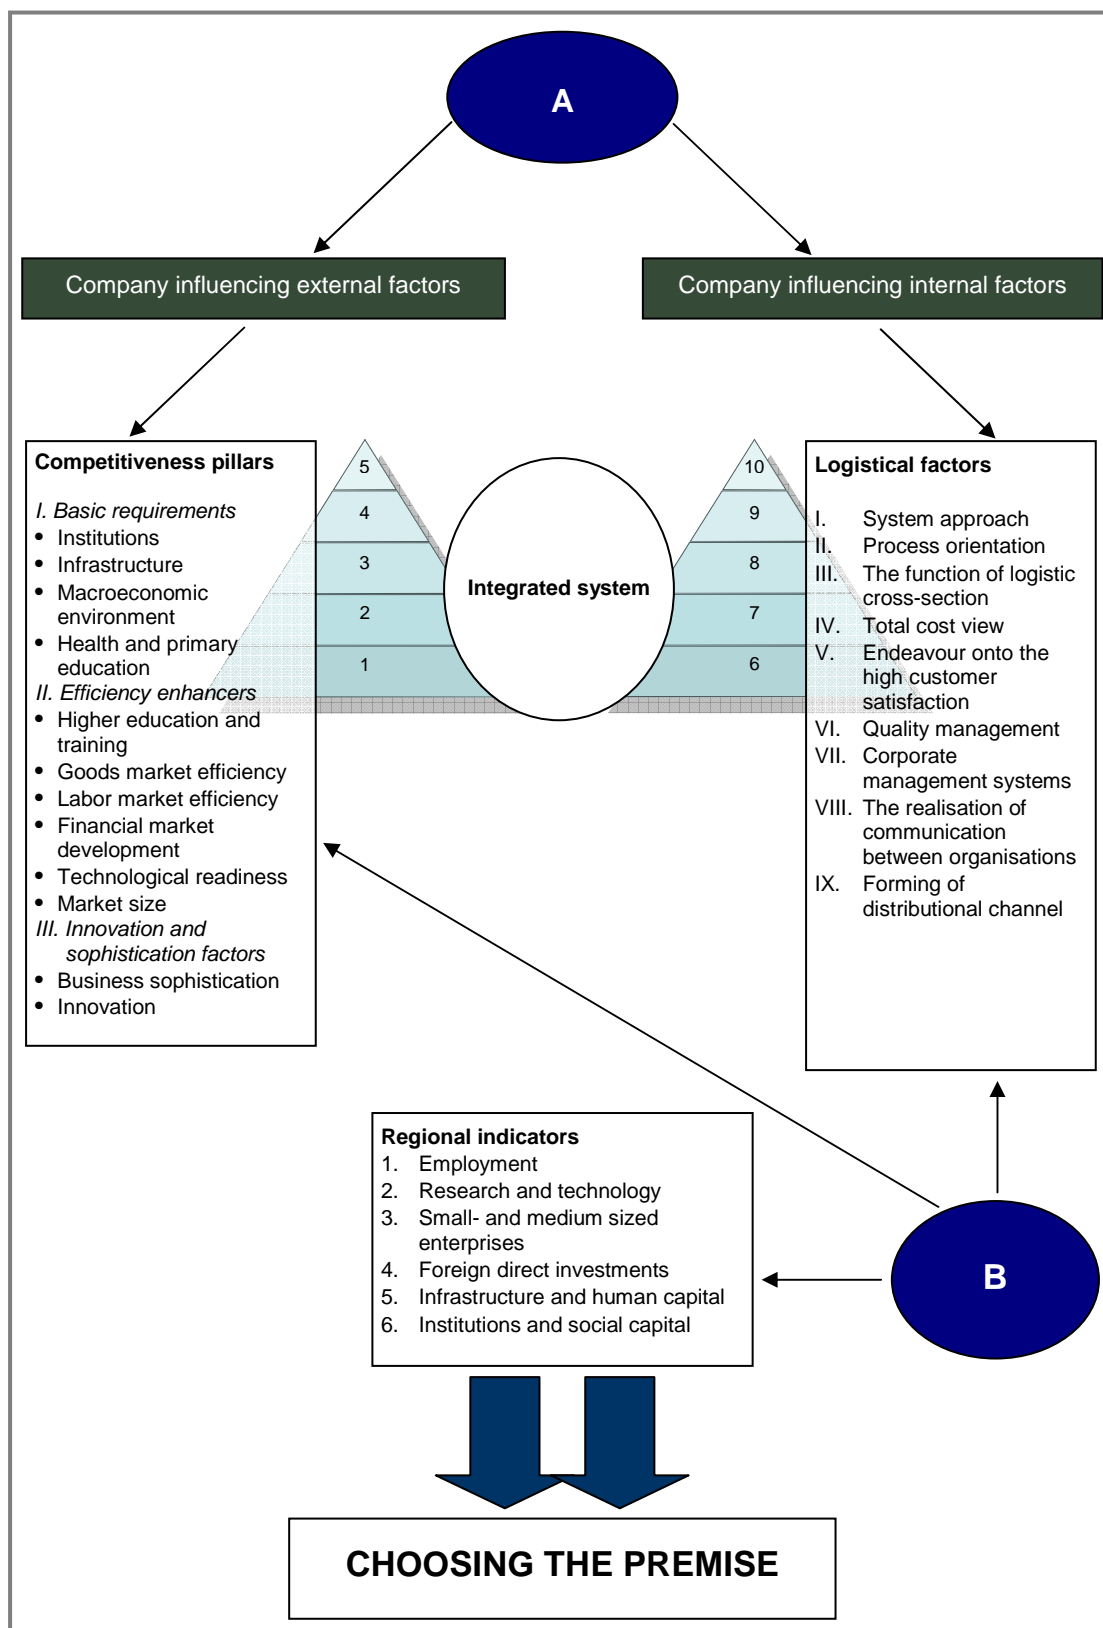 A
Company influencing external factors
Company influencing internal factors
Competitiveness pillars
I. Basic requirements
• Institutions
• Infrastructure
• Macroeconomic
environment
• Health and primary
education
II. Efficiency enhancers
• Higher education and
training
• Goods market efficiency
• Labor market efficiency
• Financial market
development
• Technological readiness
• Market size
III. Innovation and
sophistication factors
• Business sophistication
• Innovation
5
4
3
2
1
Integrated system
10
9
8
7
6
Logistical factors
I. System approach
II. Process orientation
III. The function of logistic
cross-section
IV. Total cost view
V. Endeavour onto the
high customer
satisfaction
VI. Quality management
VII. Corporate
management systems
VIII. The realisation of
communication
between organisations
IX. Forming of
distributional channel
Regional indicators
1. Employment
2. Research and technology
3. Small- and medium sized
enterprises
4. Foreign direct investments
5. Infrastructure and human capital
6. Institutions and social capital
B
CHOOSING THE PREMISE